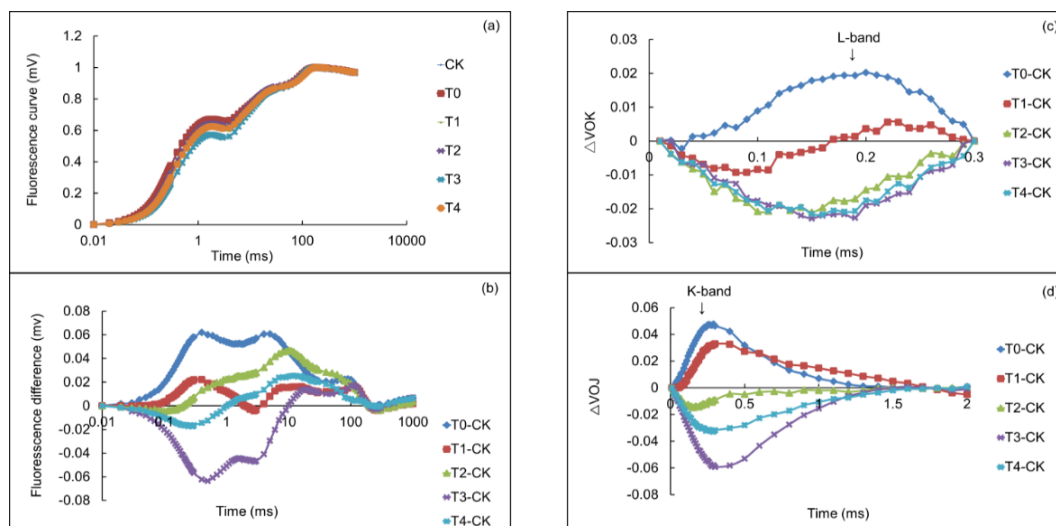 (a)
Fluorescence curve (mV)
1.2
1
0.8
0.6
0.4
0.2
0
0.01
1
100
10000
Time (ms)
CK
T0
T1
T2
T3
T4
(b)
Fluorescence difference (mv)
0.08
0.06
0.04
0.02
0
-0.02
-0.04
-0.06
-0.08
0.01
0.1
1
10
100
1000
Time (ms)
T0-CK
T1-CK
T2-CK
T3-CK
T4-CK
(c)
L-band
↓
△VOK
0.03
0.02
0.01
0
-0.01
-0.02
-0.03
0
0.1
0.2
0.3
Time (ms)
T0-CK
T1-CK
T2-CK
T3-CK
T4-CK
(d)
K-band
↓
△VOJ
0.06
0.04
0.02
0
-0.02
-0.04
-0.06
-0.08
0
0.5
1
1.5
2
Time (ms)
T0-CK
T1-CK
T2-CK
T3-CK
T4-CK